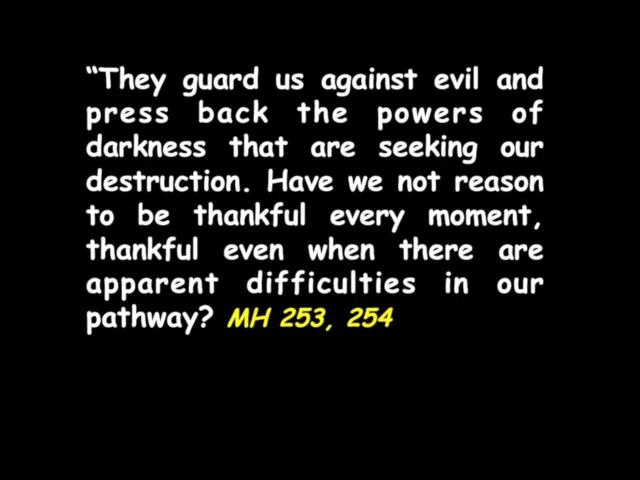 “They guard us against evil and
press back the powers of
darkness that are seeking our
destruction. Have we not reason
to be thankful every moment,
thankful even when there are
apparent difficulties in our
pathway? MH 253, 254